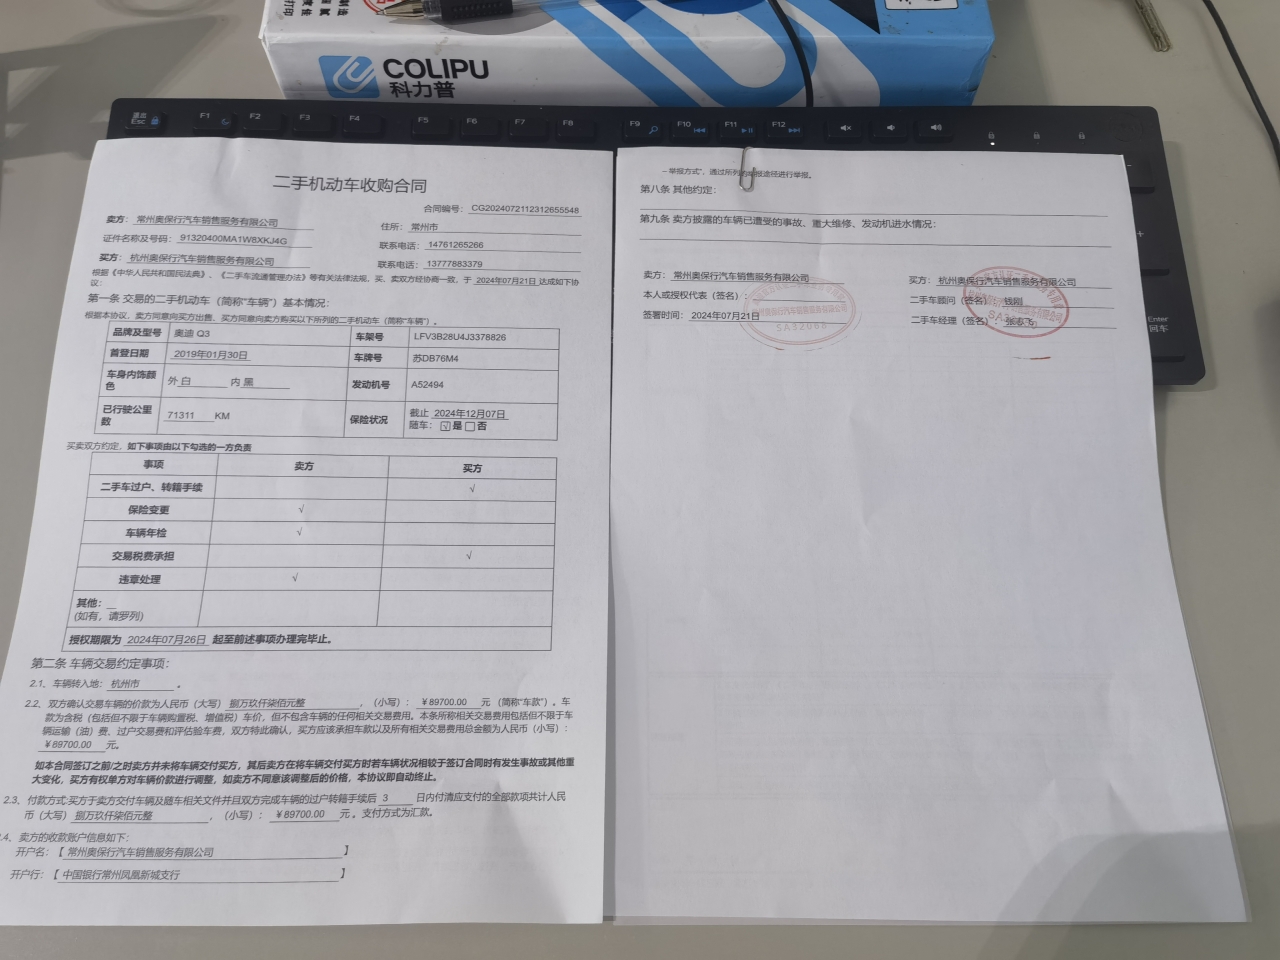 COLIPU
科力普
Esc F1 F2 F3 F4 F5 F6 F7 F8 F9 F10 F11 F12
Enter
回车
二手机动车收购合同
合同编号: CG2024072112312655548
卖方: 常州奥保行汽车销售服务有限公司 住所: 常州市
证件名称及号码: 91320400MA1W8XKJ4G 联系电话: 14761265266
买方: 杭州奥保行汽车销售服务有限公司 联系电话: 13777883379
根据《中华人民共和国民法典》、《二手车流通管理办法》等有关法律法规，买、卖双方经协商一致，于 2024年07月21日 达成如下协
议:
第一条 交易的二手机动车（简称“车辆”）基本情况:
根据本协议，卖方同意向买方出售、买方同意向卖方购买以下所列的二手机动车（简称“车辆”）。
品牌及型号 奥迪 Q3 车架号 LFV3B28U4J3378826
首登日期 2019年01月30日 车牌号 苏DB76M4
车身内饰颜色 外 白 内 黑 发动机号 A52494
已行驶公里数 71311 KM 保险状况 截止 2024年12月07日
随车: ☑是 □否
买卖双方约定，如下事项由以下勾选的一方负责
事项 卖方 买方
二手车过户、转籍手续 √
保险变更 √
车辆年检 √
交易税费承担 √
违章处理 √
其他: __
(如有，请罗列)
授权期限为 2024年07月26日 起至前述事项办理完毕止。
第二条 车辆交易约定事项:
2.1、车辆转入地: 杭州市 。
2.2、双方确认交易车辆的价款为人民币（大写）捌万玖仟柒佰元整 ，（小写）: ￥89700.00 元（简称“车款”）。车
款为含税（包括但不限于车辆购置税、增值税）车价，但不包含车辆的任何相关交易费用。本条所称相关交易费用包括但不限于车
辆运输（油）费、过户交易费和评估验车费，双方特此确认，买方应该承担车款以及所有相关交易费用总金额为人民币（小写）:
￥89700.00 元。
如本合同签订之前/之时卖方并未将车辆交付买方，其后卖方在将车辆交付买方时若车辆状况相较于签订合同时有发生事故或其他重
大变化，买方有权单方对车辆价款进行调整，如卖方不同意该调整后的价格，本协议即自动终止。
2.3、付款方式:买方于卖方交付车辆及随车相关文件并且双方完成车辆的过户转籍手续后 3 日内付清应支付的全部款项共计人民
币（大写）捌万玖仟柒佰元整 ，（小写）: ￥89700.00 元 。支付方式为汇款。
.4、卖方的收款账户信息如下:
开户名: 【 常州奥保行汽车销售服务有限公司 】
开户行: 【 中国银行常州凤凰新城支行 】
举报方式”，通过所列的举报途径进行举报。
第八条 其他约定:
第九条 卖方披露的车辆已遭受的事故、重大维修、发动机进水情况:
卖方: 常州奥保行汽车销售服务有限公司 买方: 杭州奥保行汽车销售服务有限公司
本人或授权代表（签名）: 二手车顾问（签名） 钱刚
签署时间: 2024年07月21日 二手车经理（签名）: 张志飞